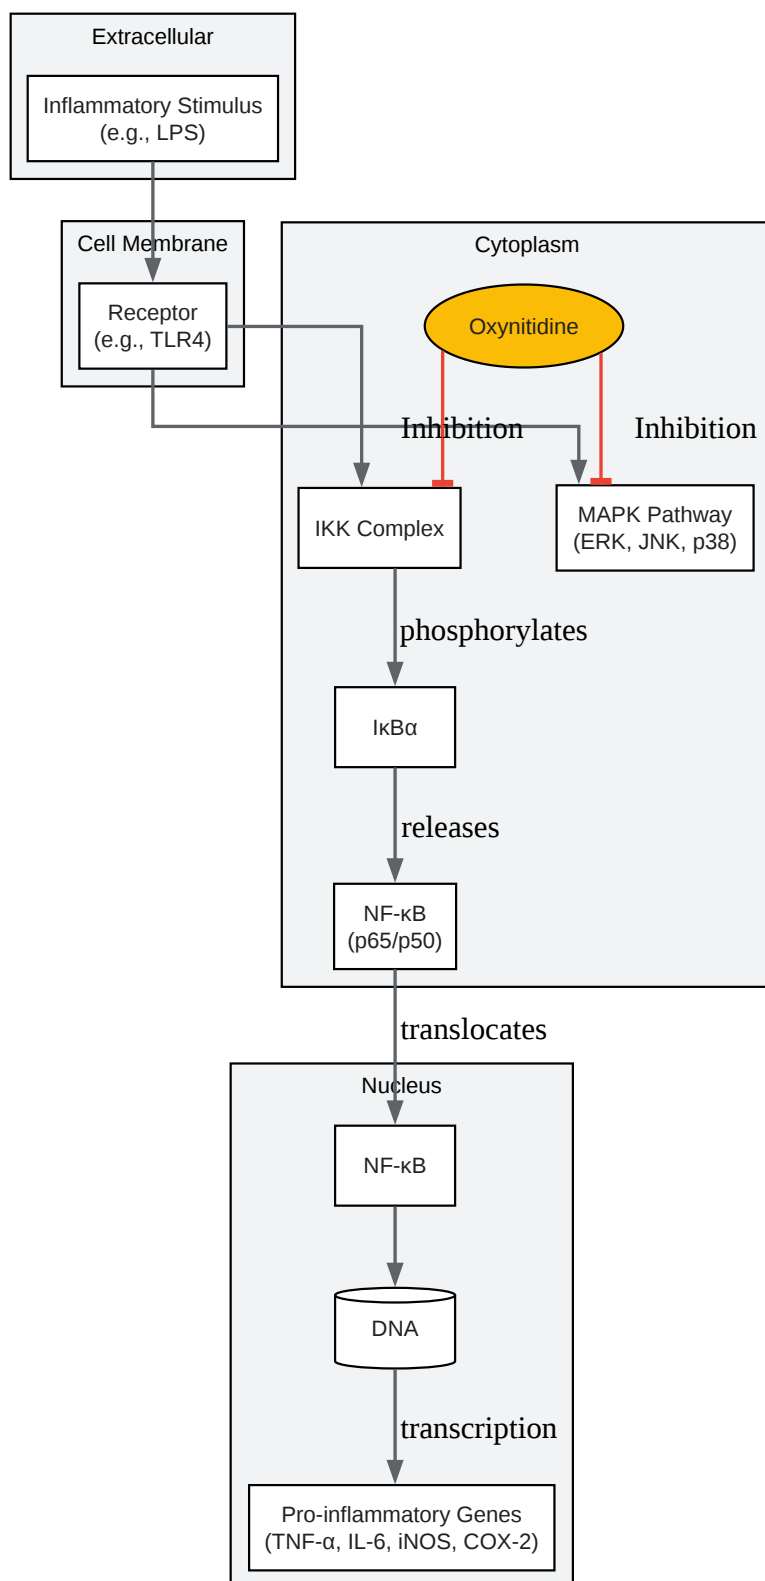 Extracellular
Inflammatory Stimulus
(e.g., LPS)
Cell Membrane
Receptor
(e.g., TLR4)
Cytoplasm
Oxynitidine
Inhibition
Inhibition
IKK Complex
MAPK Pathway
(ERK, JNK, p38)
phosphorylates
IκBα
releases
NF-κB
(p65/p50)
translocates
Nucleus
NF-κB
DNA
transcription
Pro-inflammatory Genes
(TNF-α, IL-6, iNOS, COX-2)